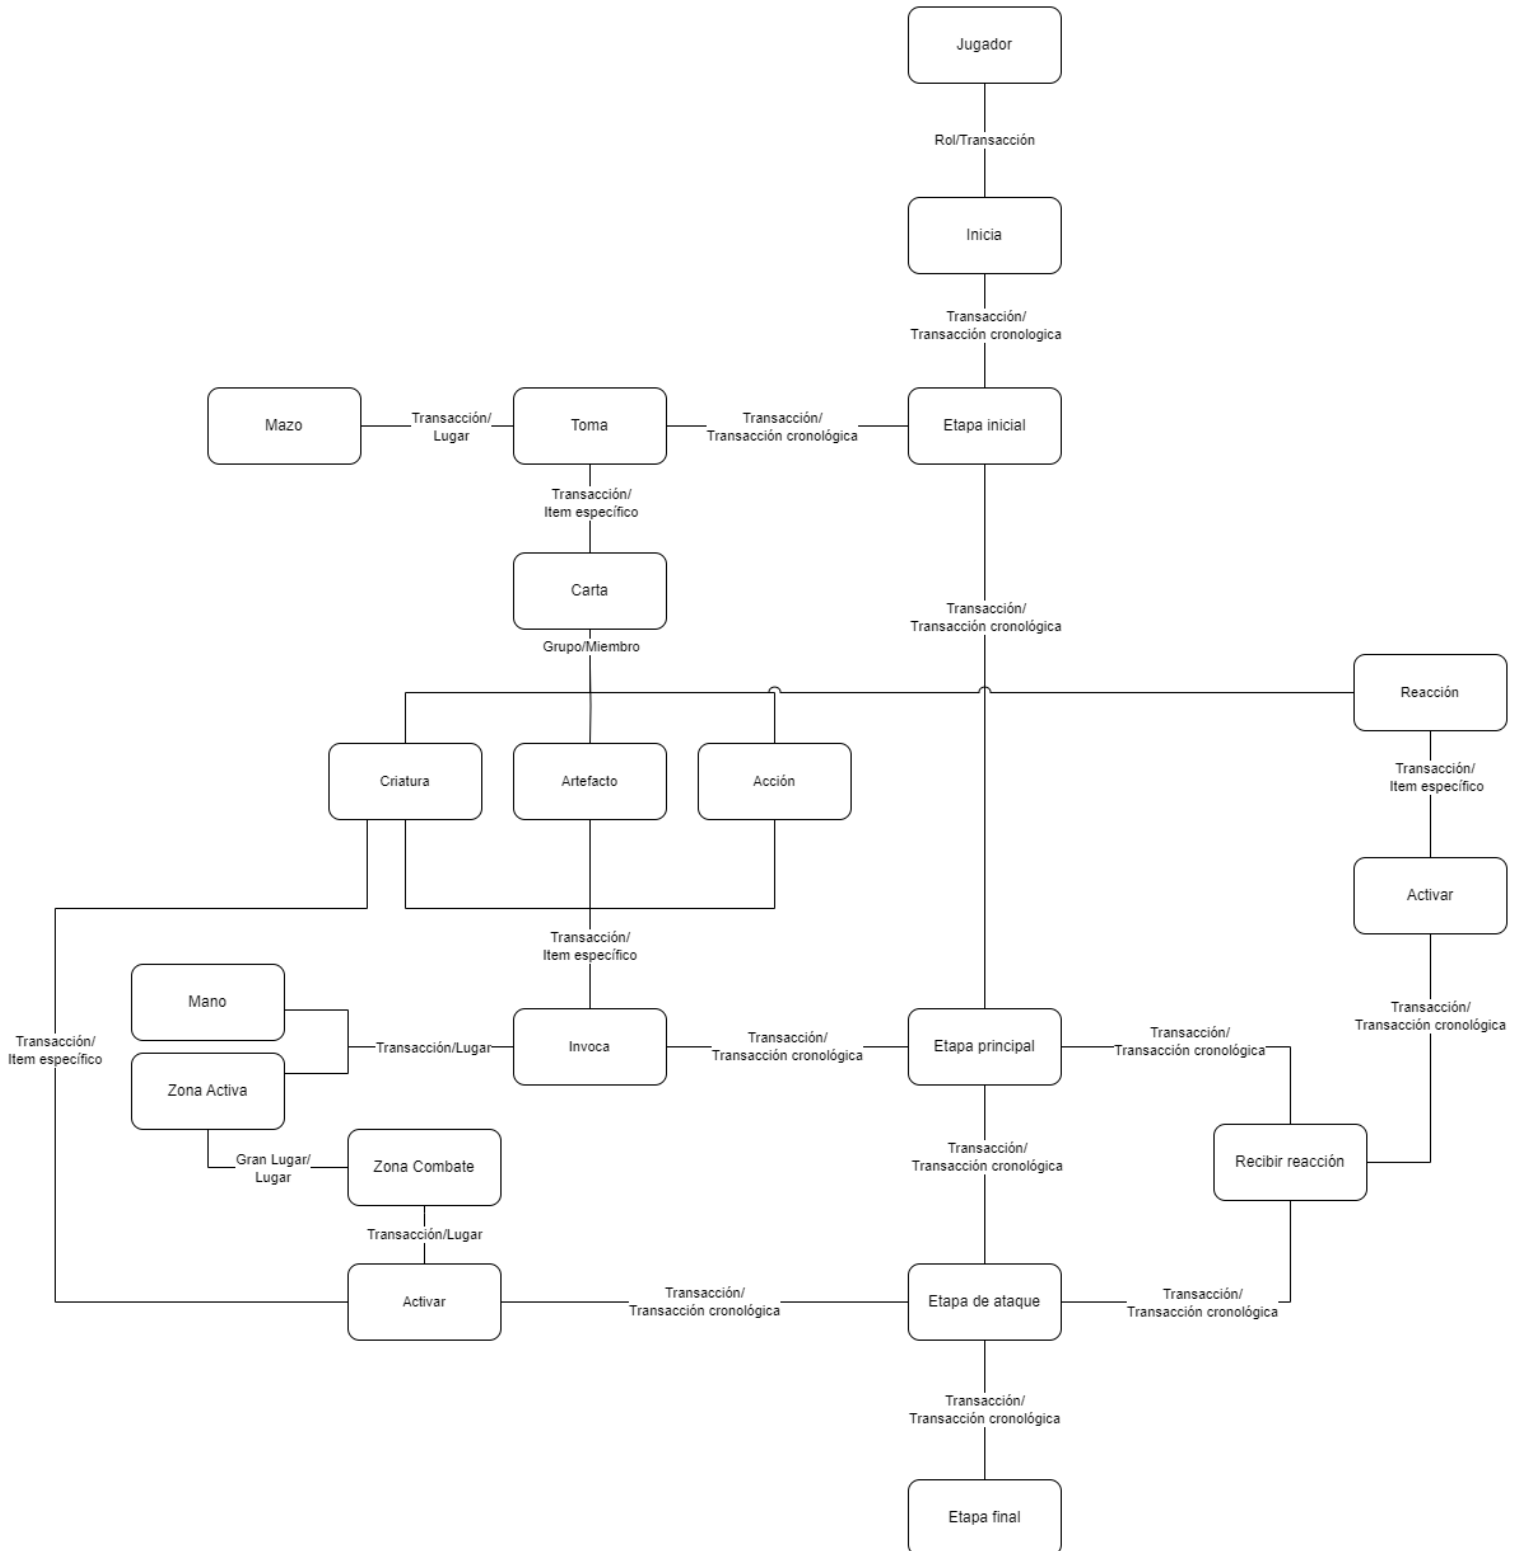 Jugador
Rol/Transacción
Inicia
Transacción/
Transacción cronologica
Mazo
Transacción/
Lugar
Toma
Transacción/
Transacción cronológica
Etapa inicial
Transacción/
Item específico
Carta
Transacción/
Transacción cronológica
Grupo/Miembro
Reacción
Criatura
Artefacto
Acción
Transacción/
Item específico
Activar
Transacción/
Item específico
Mano
Transacción/
Transacción cronológica
Transacción/
Item específico
Transacción/Lugar
Invoca
Transacción/
Transacción cronológica
Etapa principal
Transacción/
Transacción cronológica
Zona Activa
Gran Lugar/
Lugar
Zona Combate
Transacción/
Transacción cronológica
Recibir reacción
Transacción/Lugar
Activar
Transacción/
Transacción cronológica
Etapa de ataque
Transacción/
Transacción cronológica
Transacción/
Transacción cronológica
Etapa final